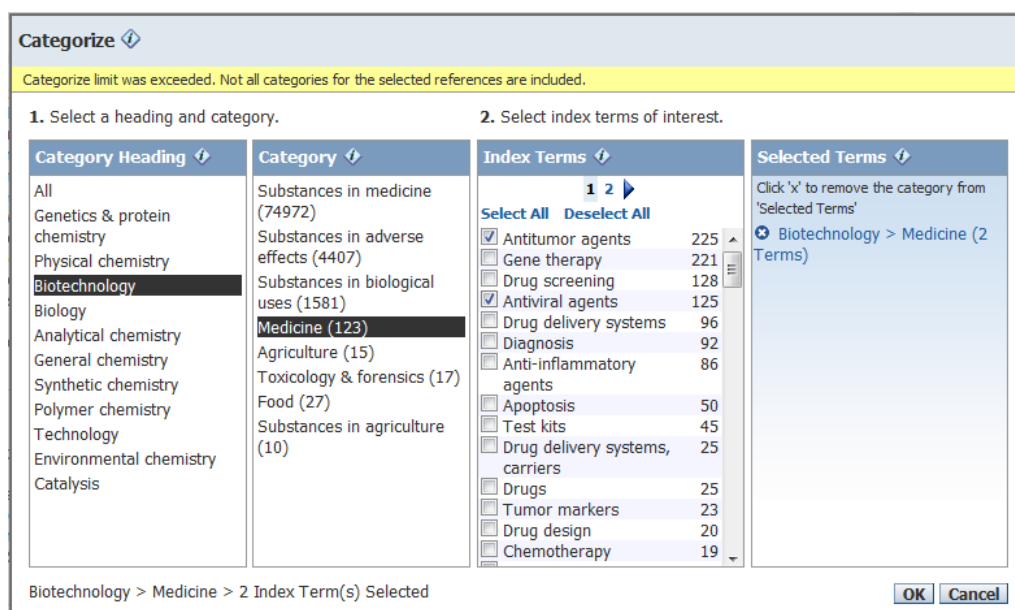 Categorize
Categorize limit was exceeded. Not all categories for the selected references are included.
1. Select a heading and category.
2. Select index terms of interest.
Category Heading
All
Genetics & protein
chemistry
Physical chemistry
Biotechnology
Biology
Analytical chemistry
General chemistry
Synthetic chemistry
Polymer chemistry
Technology
Environmental chemistry
Catalysis
Category
Substances in medicine
(74972)
Substances in adverse
effects (4407)
Substances in biological
uses (1581)
Medicine (123)
Agriculture (15)
Toxicology & forensics (17)
Food (27)
Substances in agriculture
(10)
Index Terms
1 2
Select All Deselect All
Antitumor agents 225
Gene therapy 221
Drug screening 128
Antiviral agents 125
Drug delivery systems 96
Diagnosis 92
Anti-inflammatory 86
agents
Apoptosis 50
Test kits 45
Drug delivery systems, 25
carriers
Drugs 25
Tumor markers 23
Drug design 20
Chemotherapy 19
Selected Terms
Click 'x' to remove the category from
'Selected Terms'
Biotechnology > Medicine (2
Terms)
Biotechnology > Medicine > 2 Index Term(s) Selected
OK Cancel